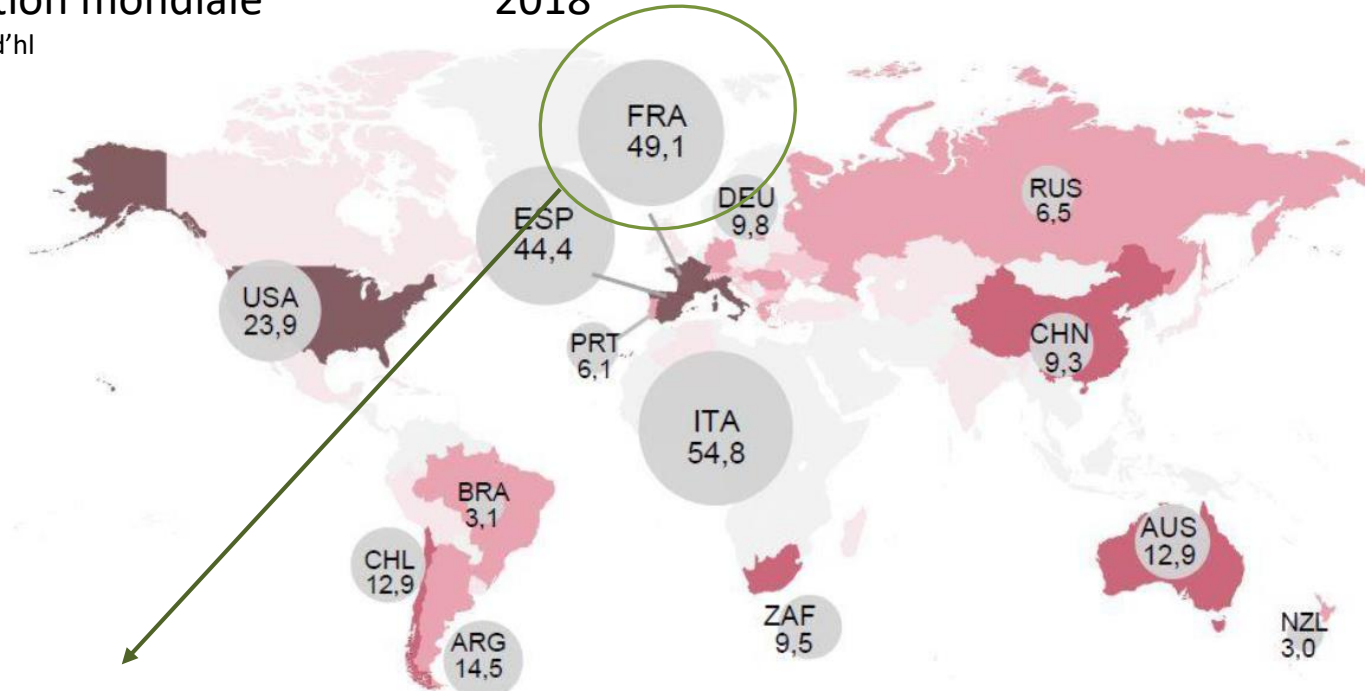 tion mondiale
2018
d'hl
FRA
49,1
DEU
9,8
RUS
6,5
ESP
44,4
USA
23,9
PRT
6,1
CHN
9,3
ITA
54,8
BRA
3,1
CHL
12,9
AUS
12,9
ZAF
9,5
NZL
3,0
ARG
14,5